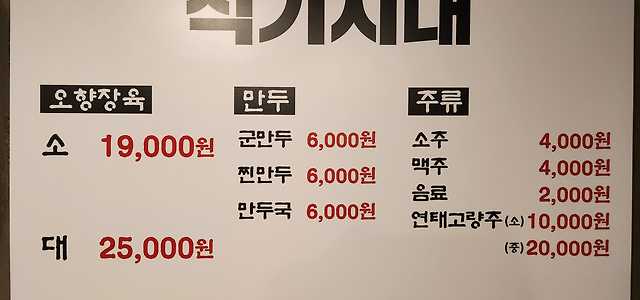 석기시대
오향장육
소 19,000원
대 25,000원
만두
군만두 6,000원
찐만두 6,000원
만두국 6,000원
주류
소주 4,000원
맥주 4,000원
음료 2,000원
연태고량주 (소) 10,000원
(중) 20,000원